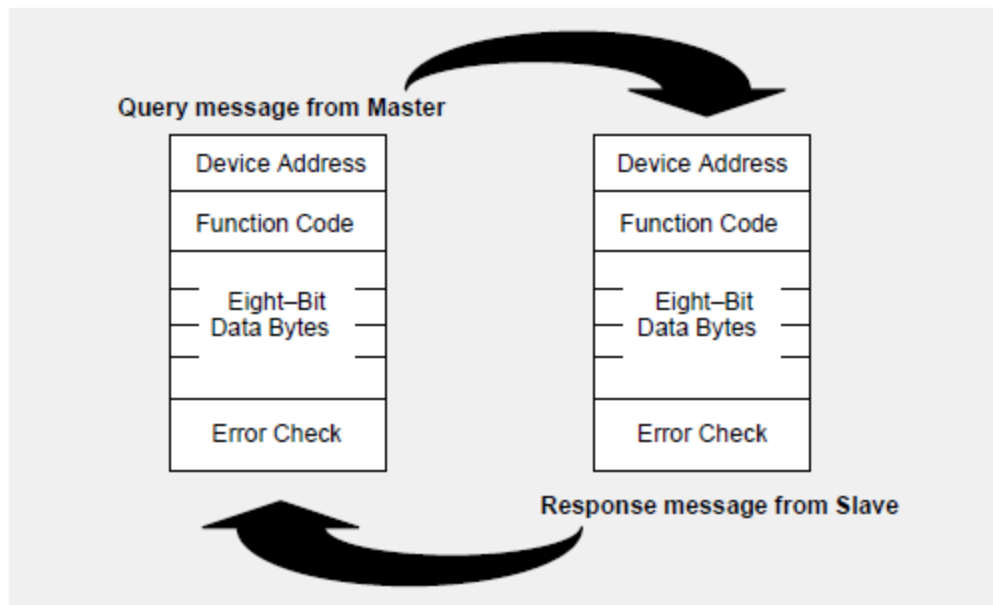 Query message from Master
Device Address
Function Code
Eight–Bit
Data Bytes
Error Check
Device Address
Function Code
Eight–Bit
Data Bytes
Error Check
Response message from Slave